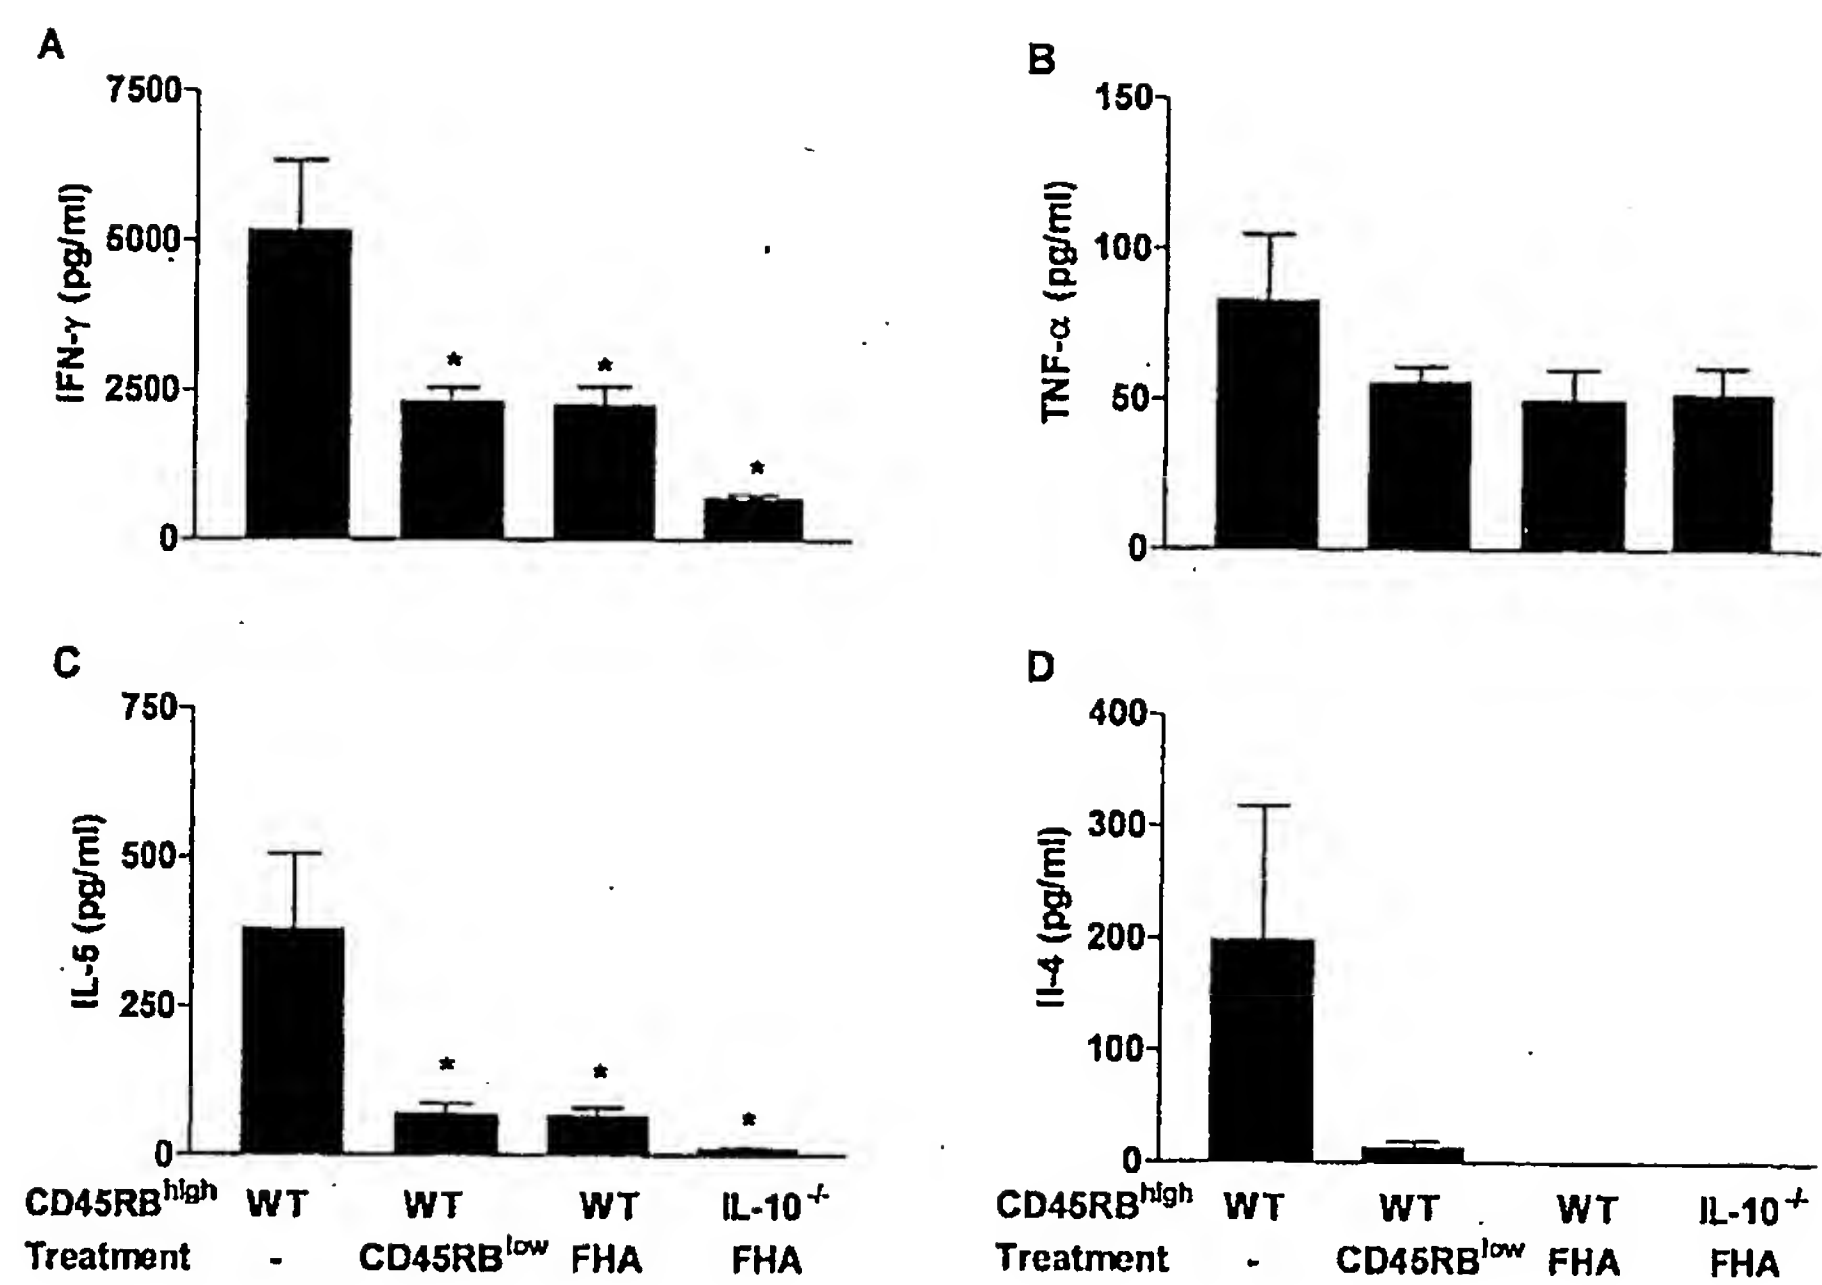 A
7500
5000
2500
0
IFN-γ (pg/ml)
*
*
*
B
150
100
50
0
TNF-α (pg/ml)
C
750
500
250
0
IL-5 (pg/ml)
*
*
*
CD45RBhigh WT WT WT IL-10-/-
Treatment - CD45RBlow FHA FHA
D
400
300
200
100
0
Il-4 (pg/ml)
CD45RBhigh WT WT WT IL-10-/-
Treatment - CD45RBlow FHA FHA